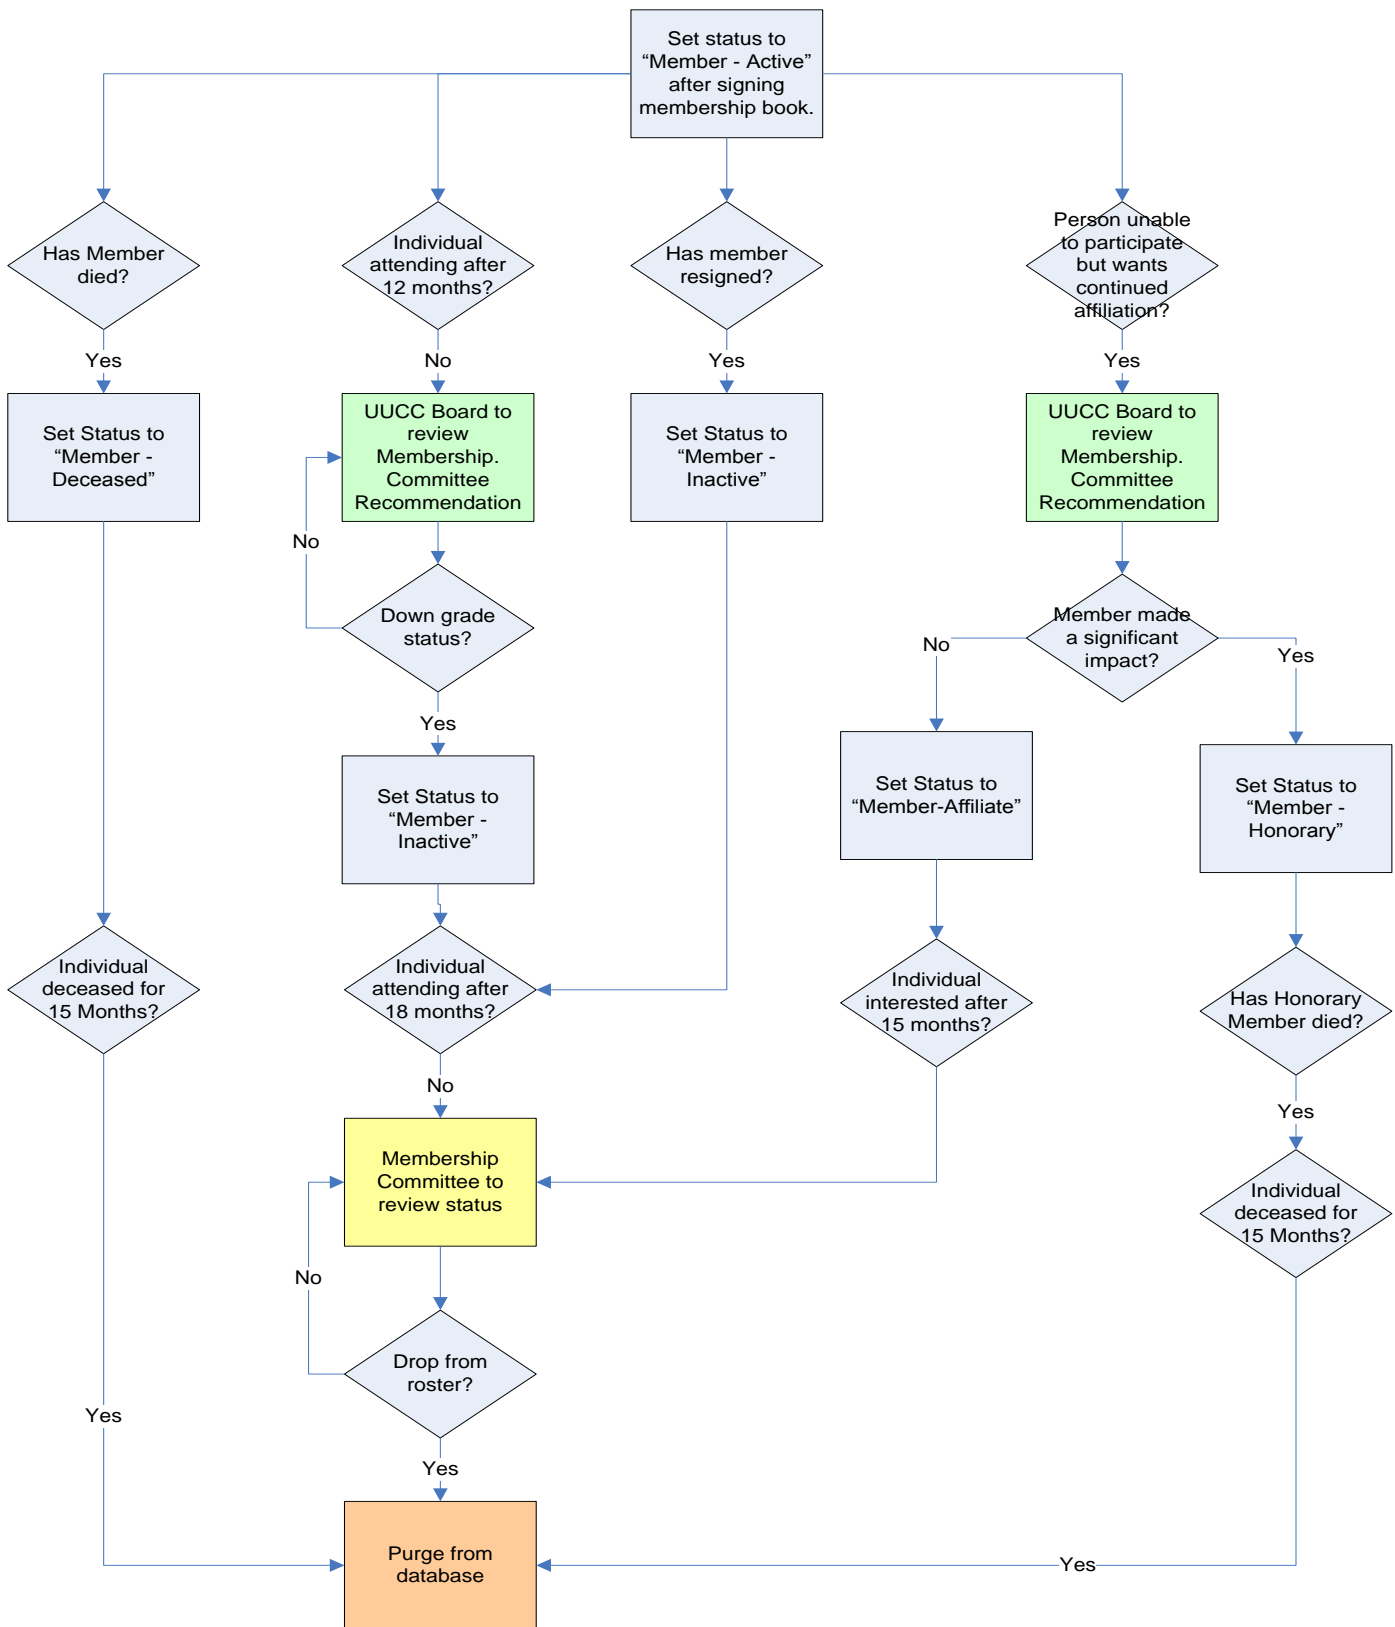 Set status to
“Member - Active”
after signing
membership book.
Has Member
died?
Individual
attending after
12 months?
Has member
resigned?
Person unable
to participate
but wants
continued
affiliation?
Yes
No
Yes
Yes
Set Status to
“Member -
Deceased”
UUCC Board to
review
Membership.
Committee
Recommendation
Set Status to
“Member -
Inactive”
UUCC Board to
review
Membership.
Committee
Recommendation
No
Down grade
status?
Member made
a significant
impact?
No
Yes
Yes
Set Status to
“Member -
Inactive”
Set Status to
“Member-Affiliate”
Set Status to
“Member -
Honorary”
Individual
deceased for
15 Months?
Individual
attending after
18 months?
Individual
interested after
15 months?
Has Honorary
Member died?
No
Yes
Membership
Committee to
review status
Individual
deceased for
15 Months?
No
Drop from
roster?
Yes
Yes
Purge from
database
Yes